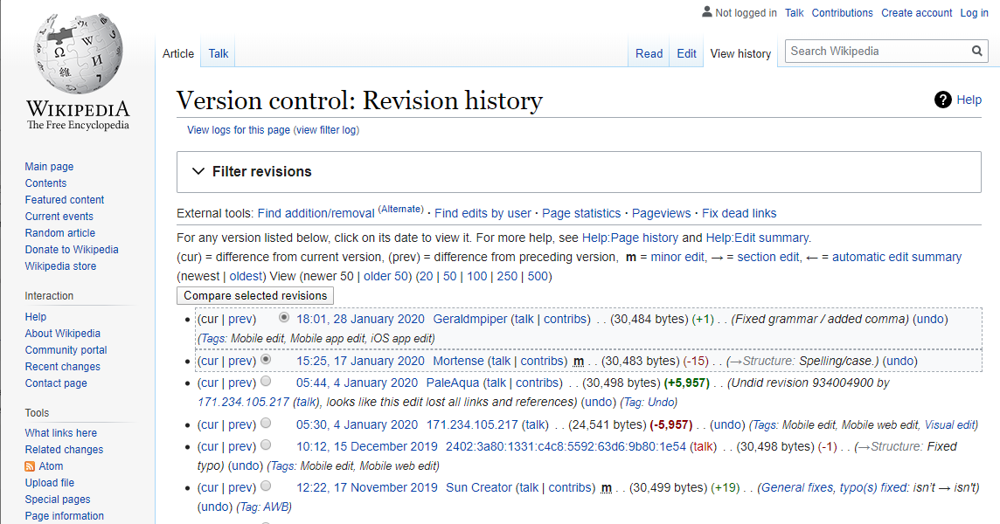 Not logged in Talk Contributions Create account Log in
Article Talk Read Edit View history Search Wikipedia
WIKIPEDIA
The Free Encyclopedia
Main page
Contents
Featured content
Current events
Random article
Donate to Wikipedia
Wikipedia store
Interaction
Help
About Wikipedia
Community portal
Recent changes
Contact page
Tools
What links here
Related changes
Atom
Upload file
Special pages
Page information
Version control: Revision history
Help
View logs for this page (view filter log)
Filter revisions
External tools: Find addition/removal (Alternate) · Find edits by user · Page statistics · Pageviews · Fix dead links
For any version listed below, click on its date to view it. For more help, see Help:Page history and Help:Edit summary.
(cur) = difference from current version, (prev) = difference from preceding version, m = minor edit, → = section edit, ← = automatic edit summary
(newest | oldest) View (newer 50 | older 50) (20 | 50 | 100 | 250 | 500)
Compare selected revisions
• (cur | prev) 18:01, 28 January 2020 Geraldmpiper (talk | contribs) . . (30,484 bytes) (+1) . . (Fixed grammar / added comma) (undo)
(Tags: Mobile edit, Mobile app edit, iOS app edit)
• (cur | prev) 15:25, 17 January 2020 Mortense (talk | contribs) m . . (30,483 bytes) (-15) . . (→Structure: Spelling/case.) (undo)
• (cur | prev) 05:44, 4 January 2020 PaleAqua (talk | contribs) . . (30,498 bytes) (+5,957) . . (Undid revision 934004900 by
171.234.105.217 (talk), looks like this edit lost all links and references) (undo) (Tag: Undo)
• (cur | prev) 05:30, 4 January 2020 171.234.105.217 (talk) . . (24,541 bytes) (-5,957) . . (undo) (Tags: Mobile edit, Mobile web edit, Visual edit)
• (cur | prev) 10:12, 15 December 2019 2402:3a80:1331:c4c8:5592:63d6:9b80:1e54 (talk) . . (30,498 bytes) (-1) . . (→Structure: Fixed
typo) (undo) (Tags: Mobile edit, Mobile web edit)
• (cur | prev) 12:22, 17 November 2019 Sun Creator (talk | contribs) m . . (30,499 bytes) (+19) . . (General fixes, typo(s) fixed: isn’t → isn't)
(undo) (Tag: AWB)